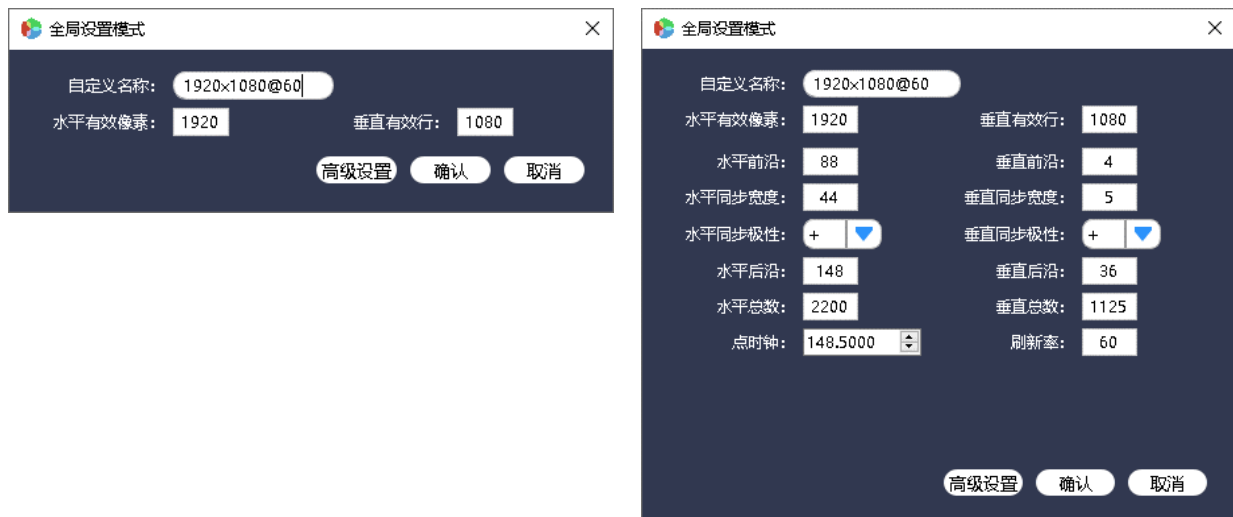 全局设置模式
自定义名称： 1920x1080@60
水平有效像素： 1920 垂直有效行： 1080
高级设置 确认 取消
全局设置模式
自定义名称： 1920x1080@60
水平有效像素： 1920 垂直有效行： 1080
水平前沿： 88 垂直前沿： 4
水平同步宽度： 44 垂直同步宽度： 5
水平同步极性： + 垂直同步极性： +
水平后沿： 148 垂直后沿： 36
水平总数： 2200 垂直总数： 1125
点时钟： 148.5000 刷新率： 60
高级设置 确认 取消